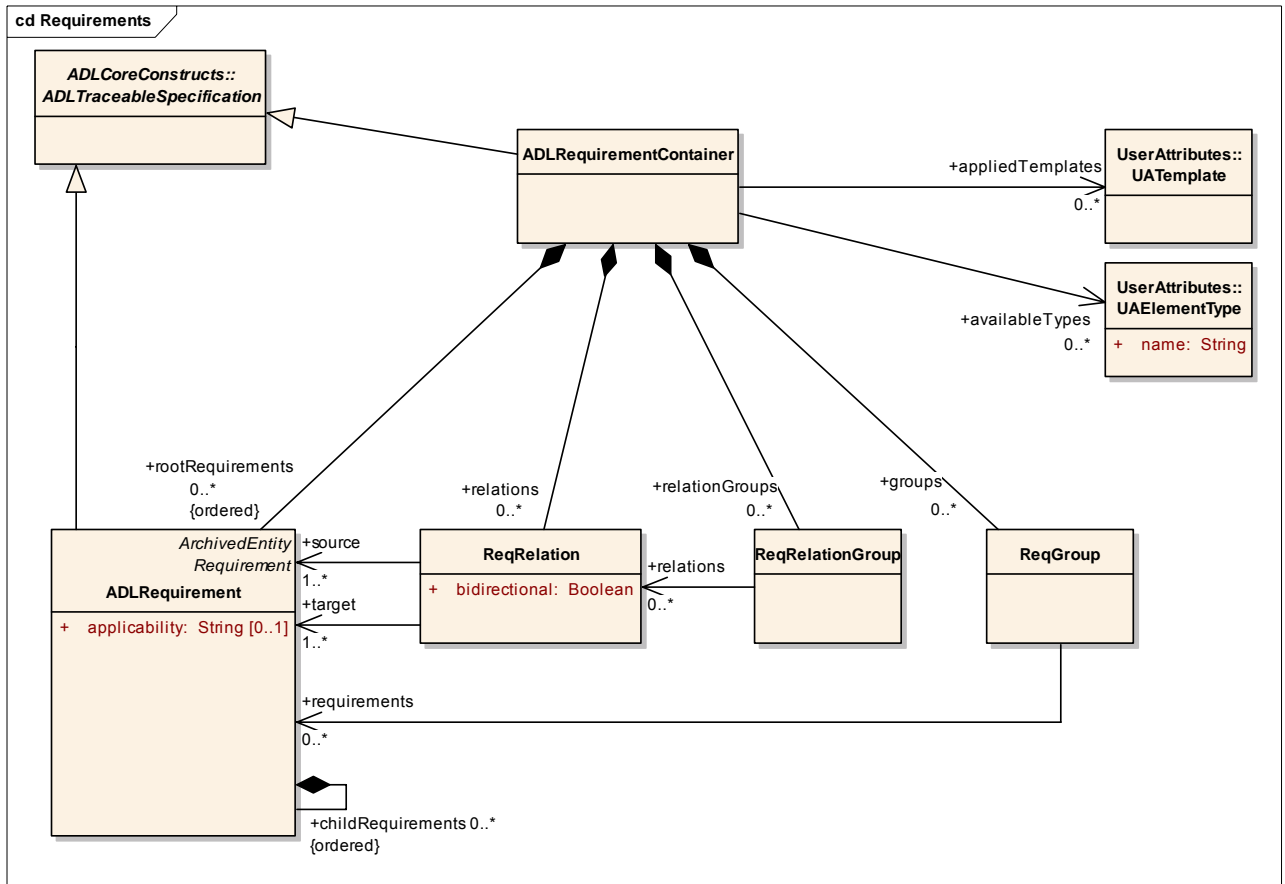 cd Requirements
ADLCoreConstructs::
ADLTraceableSpecification
ADLRequirementContainer
+appliedTemplates
0..*
UserAttributes::
UATemplate
+availableTypes
0..*
UserAttributes::
UAElementType
+ name: String
+rootRequirements
0..*
{ordered}
+relations
0..*
+relationGroups
0..*
+groups
0..*
ArchivedEntity
Requirement
ADLRequirement
+ applicability: String [0..1]
+source
1..*
+target
1..*
ReqRelation
+ bidirectional: Boolean
+relations
0..*
ReqRelationGroup
ReqGroup
+requirements
0..*
+childRequirements 0..*
{ordered}